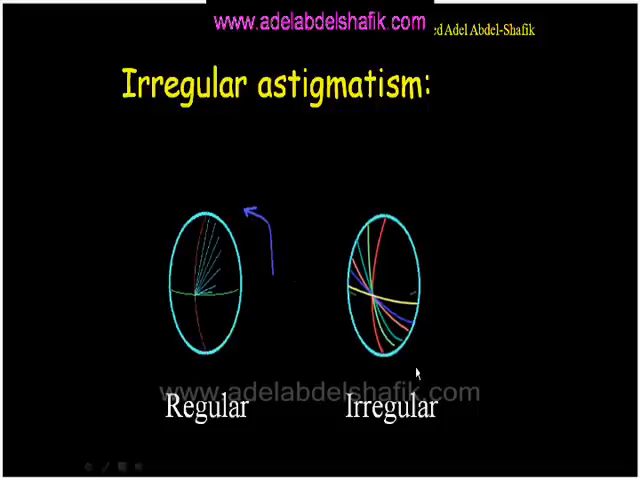 www.adelabdelshafik.com
ed Adel Abdel-Shafik
Irregular astigmatism:
www.adelabdelshafik.com
Regular
Irregular